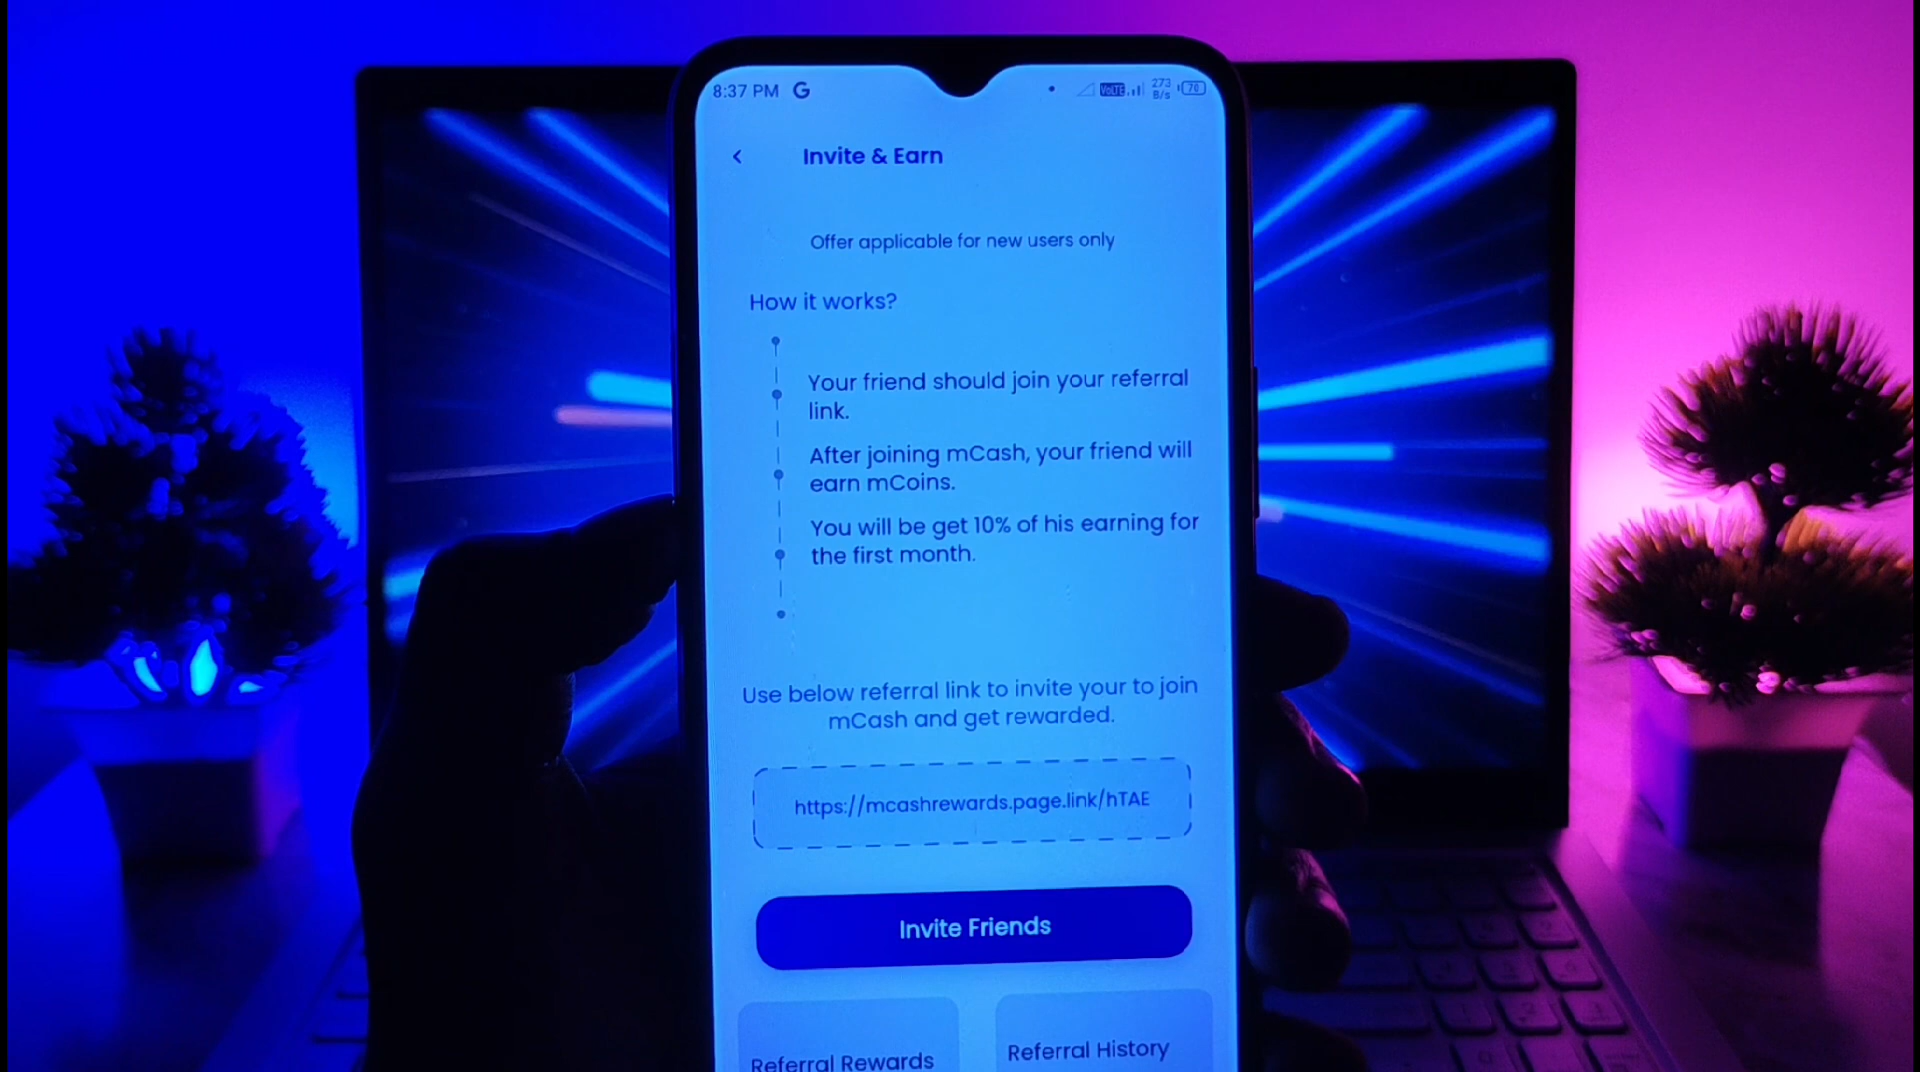 8:37 PM G
VoLTE 273 B/s 70
Invite & Earn
Offer applicable for new users only
How it works?
Your friend should join your referral
link.
After joining mCash, your friend will
earn mCoins.
You will be get 10% of his earning for
the first month.
Use below referral link to invite your to join
mCash and get rewarded.
https://mcashrewards.page.link/hTAE
Invite Friends
Referral Rewards
Referral History